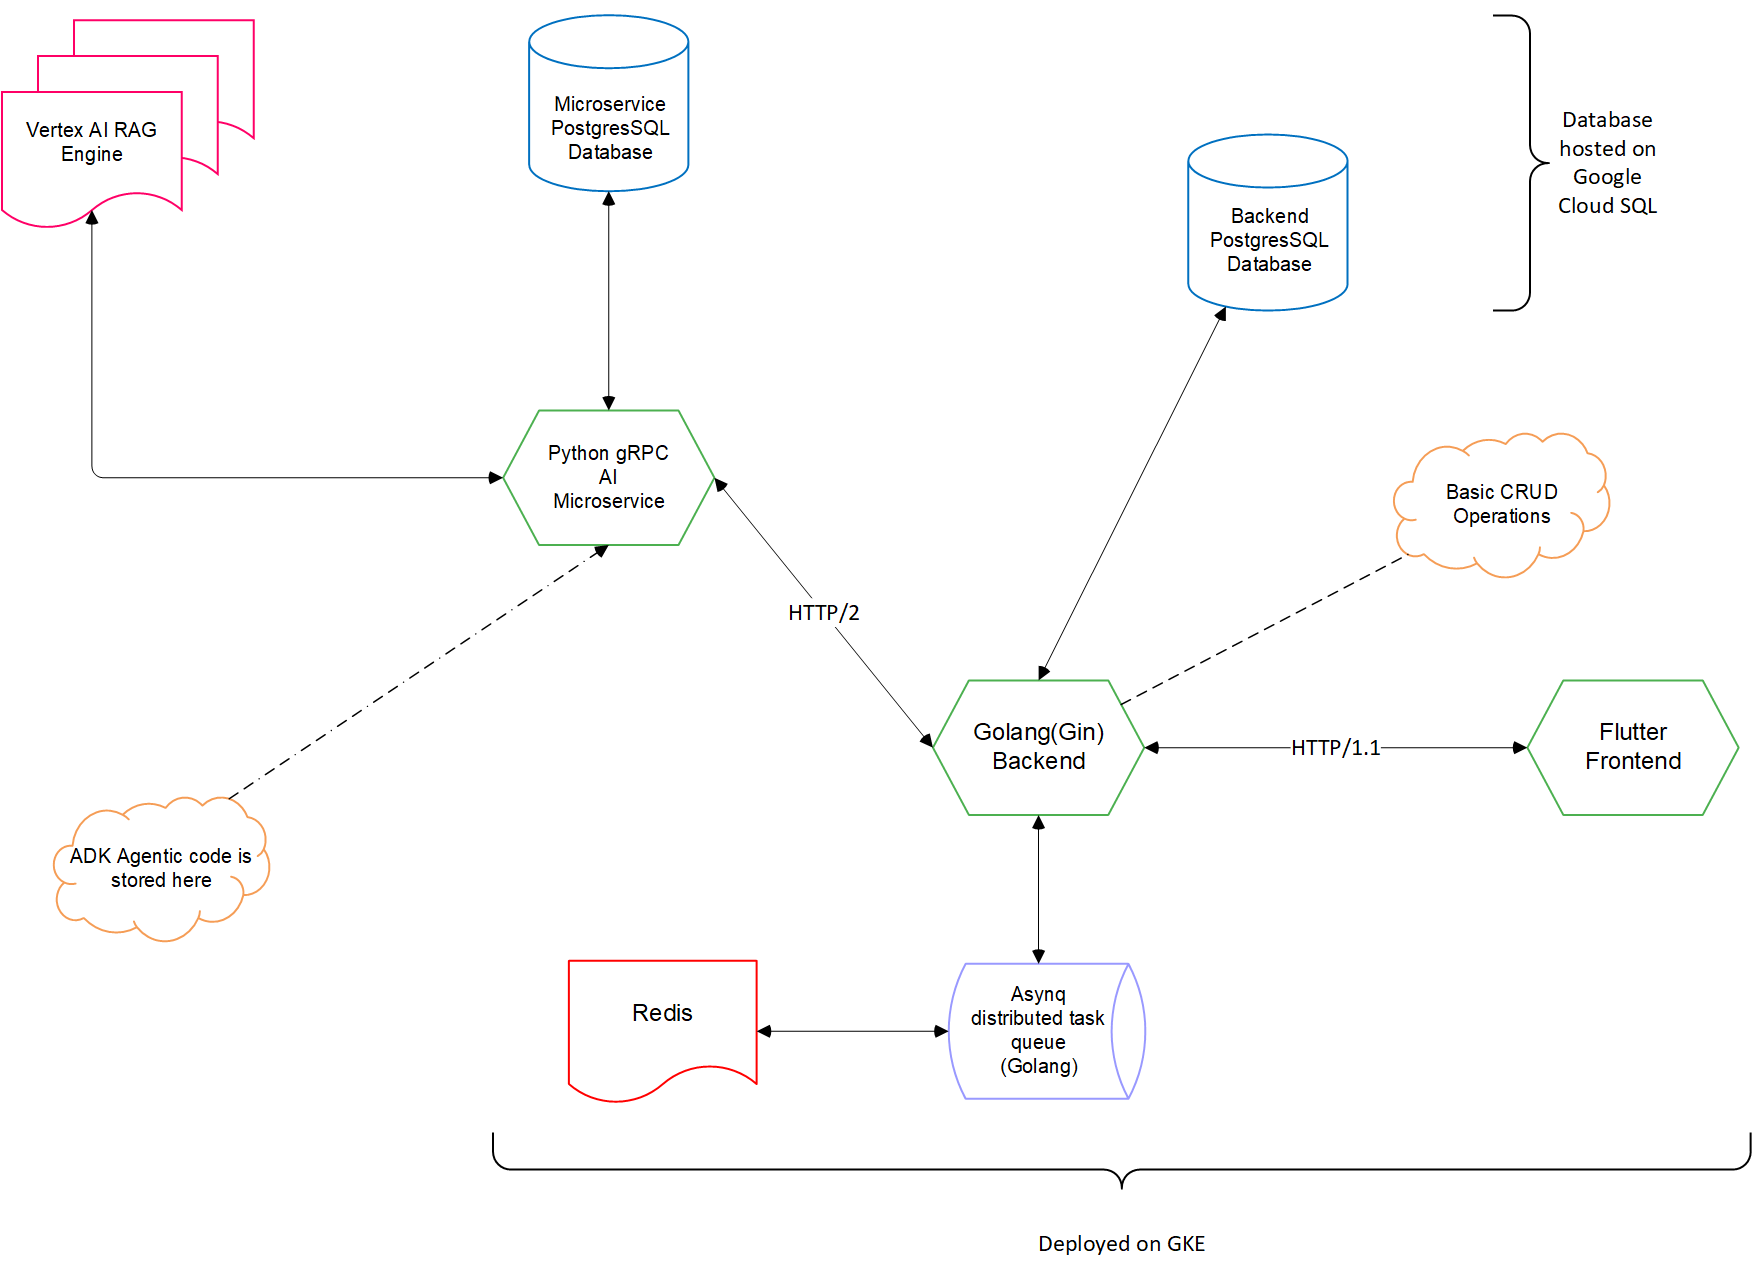 Vertex AI RAG
Engine
Microservice
PostgresSQL
Database
Backend
PostgresSQL
Database
Database
hosted on
Google
Cloud SQL
Python gRPC
AI
Microservice
Basic CRUD
Operations
HTTP/2
Golang(Gin)
Backend
HTTP/1.1
Flutter
Frontend
ADK Agentic code is
stored here
Redis
Asynq
distributed task
queue
(Golang)
Deployed on GKE